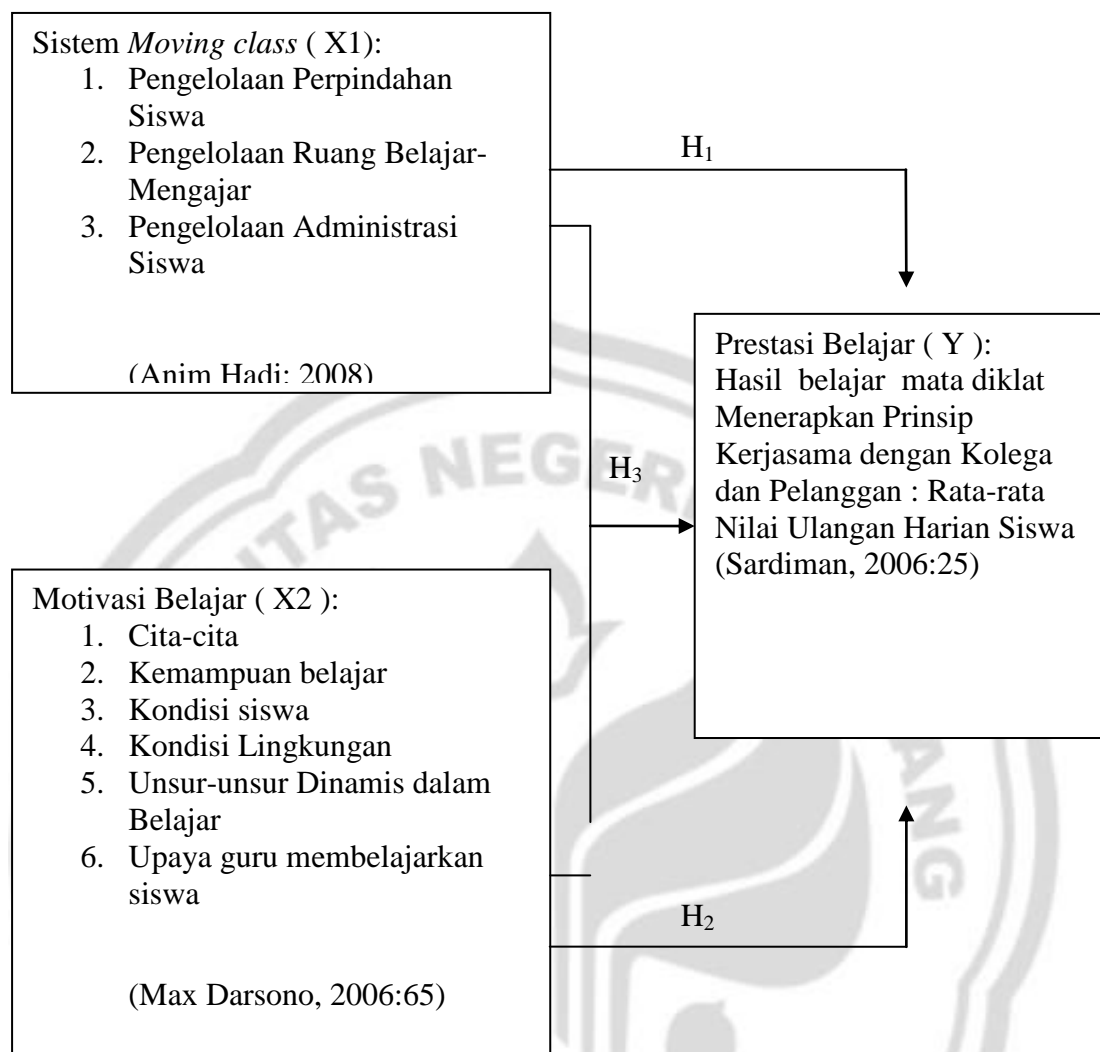 Sistem Moving class ( X1):
1. Pengelolaan Perpindahan
Siswa
2. Pengelolaan Ruang Belajar-
Mengajar
3. Pengelolaan Administrasi
Siswa
(Anim Hadi: 2008)
H1
H3
Prestasi Belajar ( Y ):
Hasil belajar mata diklat
Menerapkan Prinsip
Kerjasama dengan Kolega
dan Pelanggan : Rata-rata
Nilai Ulangan Harian Siswa
(Sardiman, 2006:25)
Motivasi Belajar ( X2 ):
1. Cita-cita
2. Kemampuan belajar
3. Kondisi siswa
4. Kondisi Lingkungan
5. Unsur-unsur Dinamis dalam
Belajar
6. Upaya guru membelajarkan
siswa
(Max Darsono, 2006:65)
H2
ITAS NEGER
ANG